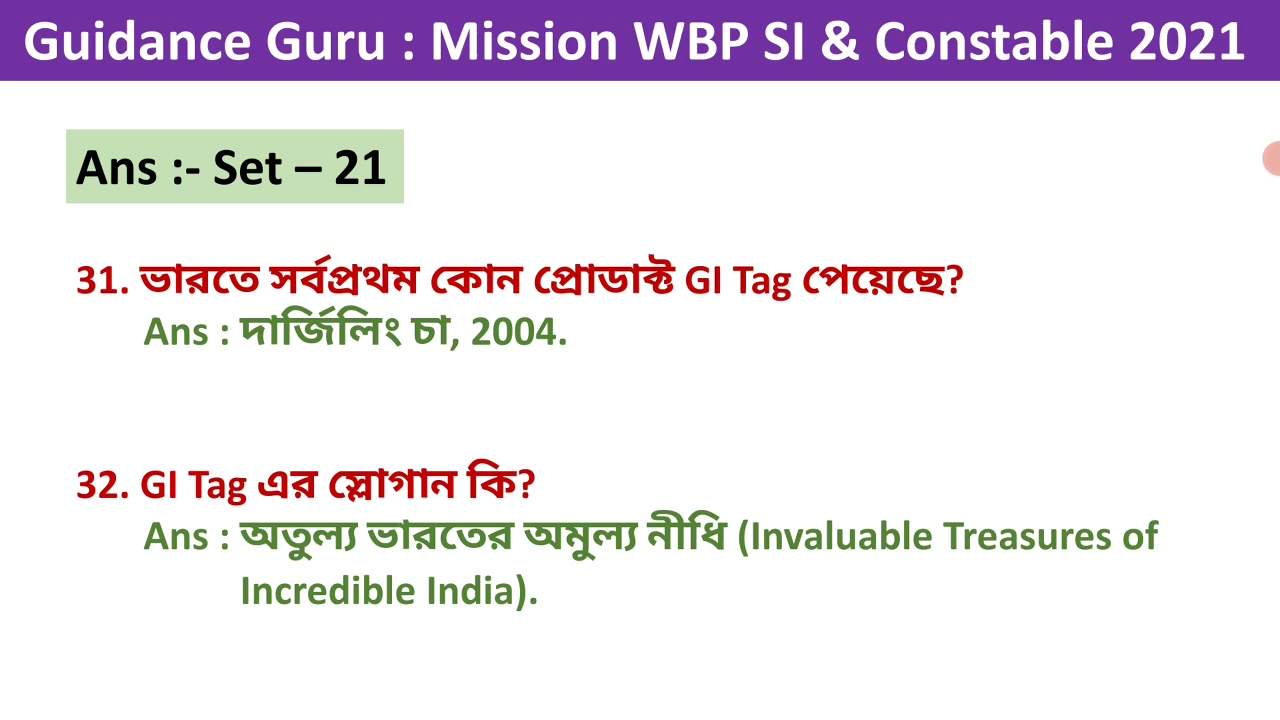 Guidance Guru : Mission WBP SI & Constable 2021
Ans :- Set – 21
31. ভারতে সর্বপ্রথম কোন প্রোডাক্ট GI Tag পেয়েছে?
Ans : দার্জিলিং চা, 2004.
32. GI Tag এর স্লোগান কি?
Ans : অতুল্য ভারতের অমুল্য নীধি (Invaluable Treasures of
Incredible India).